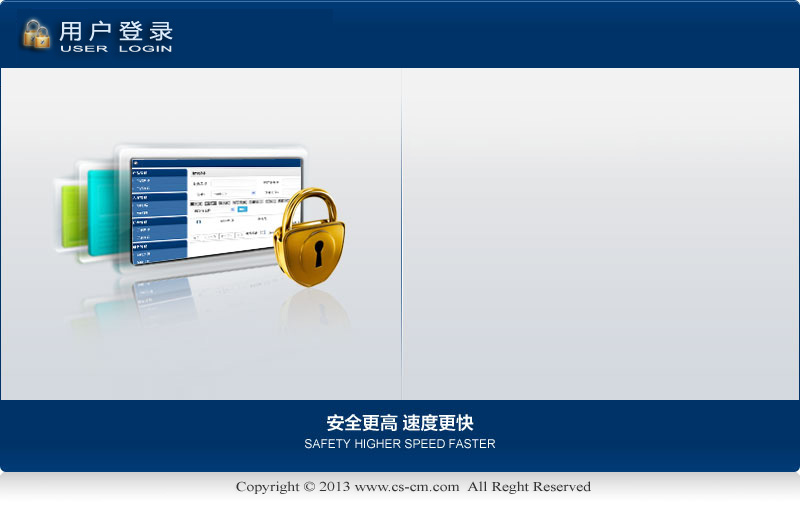 用户登录
USER LOGIN
安全更高 速度更快
SAFETY HIGHER SPEED FASTER
Copyright © 2013 www.cs-cm.com All Reght Reserved